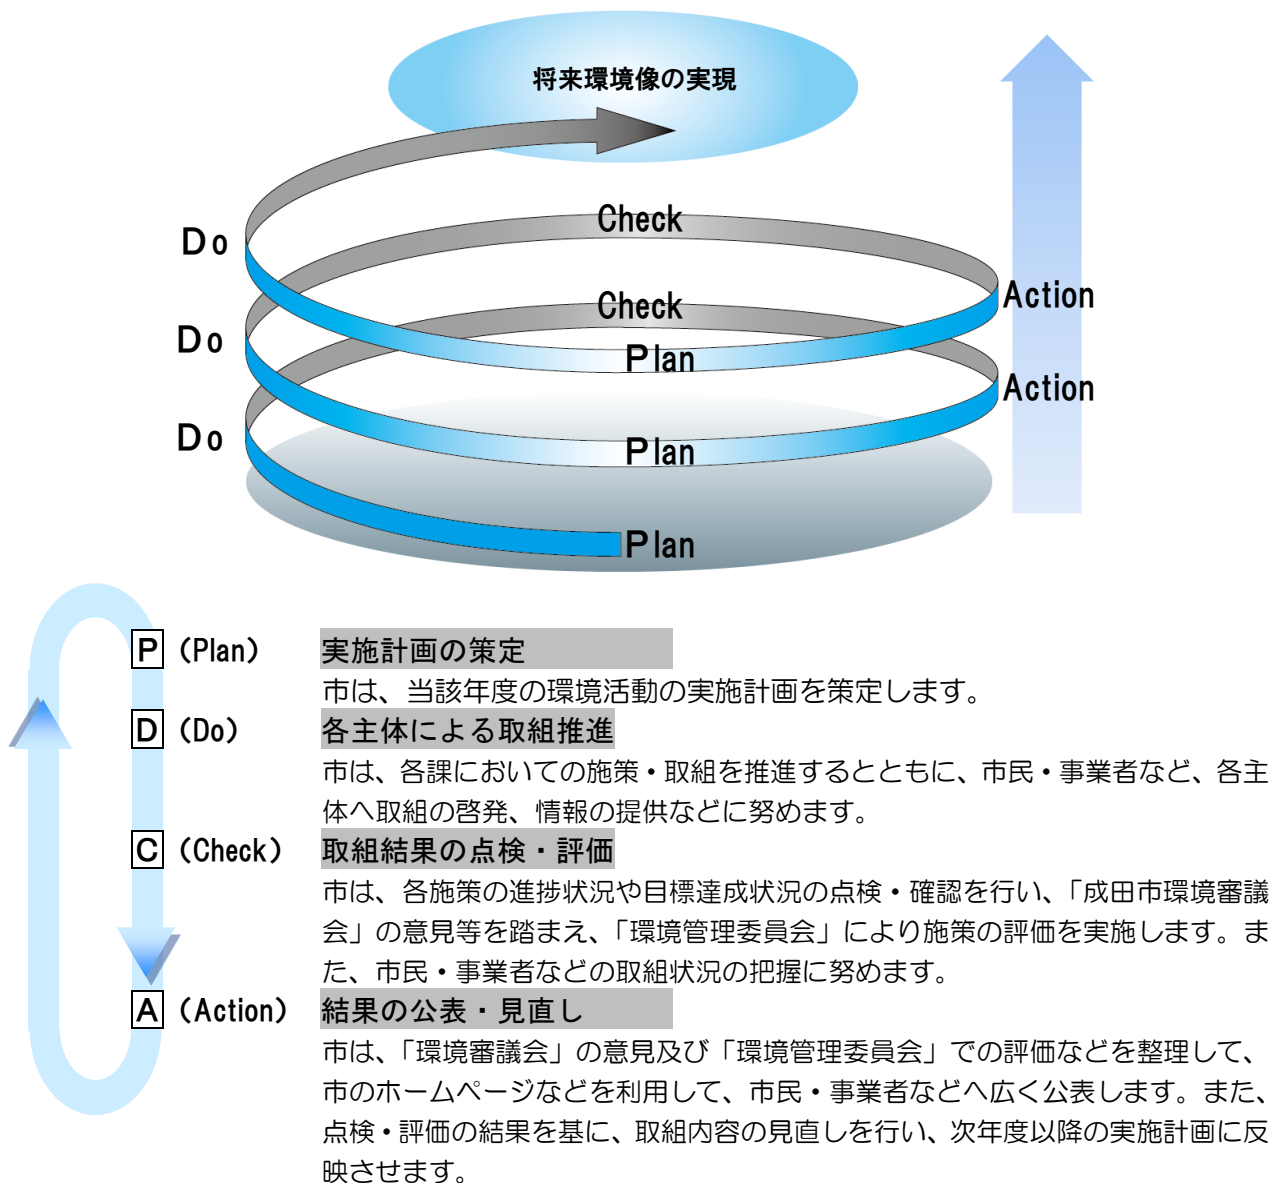 将来環境像の実現
Check
Do
Action
Check
Do
Plan
Action
Do
Plan
Plan
P (Plan) 実施計画の策定
市は、当該年度の環境活動の実施計画を策定します。
D (Do) 各主体による取組推進
市は、各課においての施策・取組を推進するとともに、市民・事業者など、各主
体へ取組の啓発、情報の提供などに努めます。
C (Check) 取組結果の点検・評価
市は、各施策の進捗状況や目標達成状況の点検・確認を行い、「成田市環境審議
会」の意見等を踏まえ、「環境管理委員会」により施策の評価を実施します。ま
た、市民・事業者などの取組状況の把握に努めます。
A (Action) 結果の公表・見直し
市は、「環境審議会」の意見及び「環境管理委員会」での評価などを整理して、
市のホームページなどを利用して、市民・事業者などへ広く公表します。また、
点検・評価の結果を基に、取組内容の見直しを行い、次年度以降の実施計画に反
映させます。